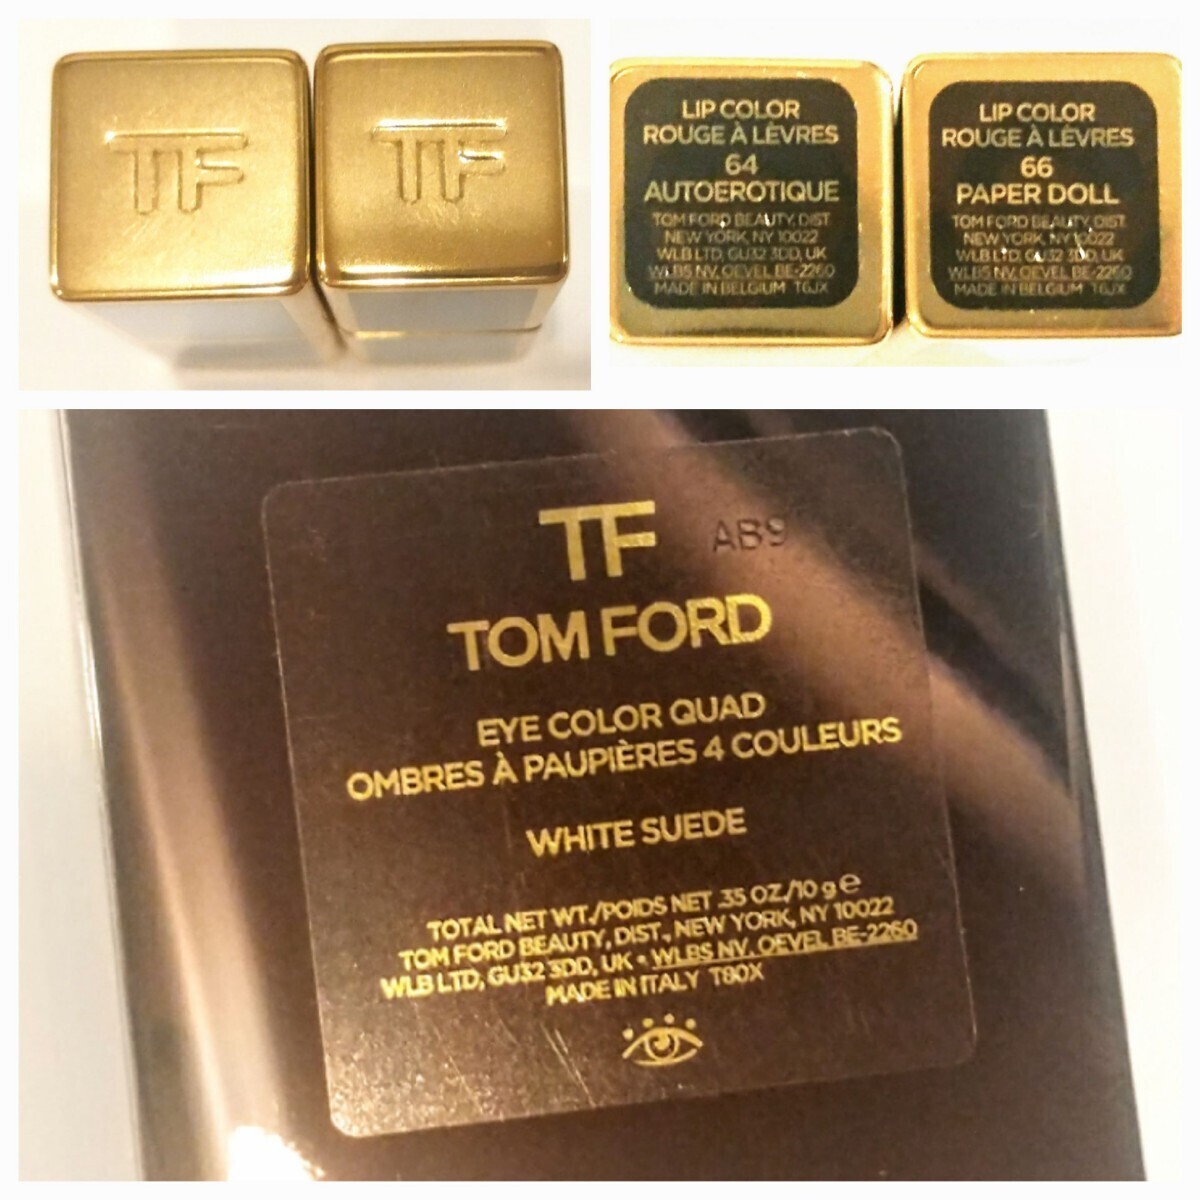 TF
TF
LIP COLOR
ROUGE À LÈVRES
64
AUTOEROTIQUE
TOM FORD BEAUTY, DIST.
NEW YORK, NY 10022
WLB LTD, GU32 3DD, UK
WLBS NV, OEVEL BE-2260
MADE IN BELGIUM T6JX
LIP COLOR
ROUGE À LÈVRES
66
PAPER DOLL
TOM FORD BEAUTY, DIST.
NEW YORK, NY 10022
WLB LTD, GU32 3DD, UK
WLBS NV, OEVEL BE-2260
MADE IN BELGIUM T6JX
TF AB9
TOM FORD
EYE COLOR QUAD
OMBRES À PAUPIÈRES 4 COULEURS
WHITE SUEDE
TOTAL NET WT./POIDS NET .35 OZ./10 g e
TOM FORD BEAUTY, DIST., NEW YORK, NY 10022
WLB LTD, GU32 3DD, UK • WLBS NV, OEVEL BE-2260
MADE IN ITALY T80X